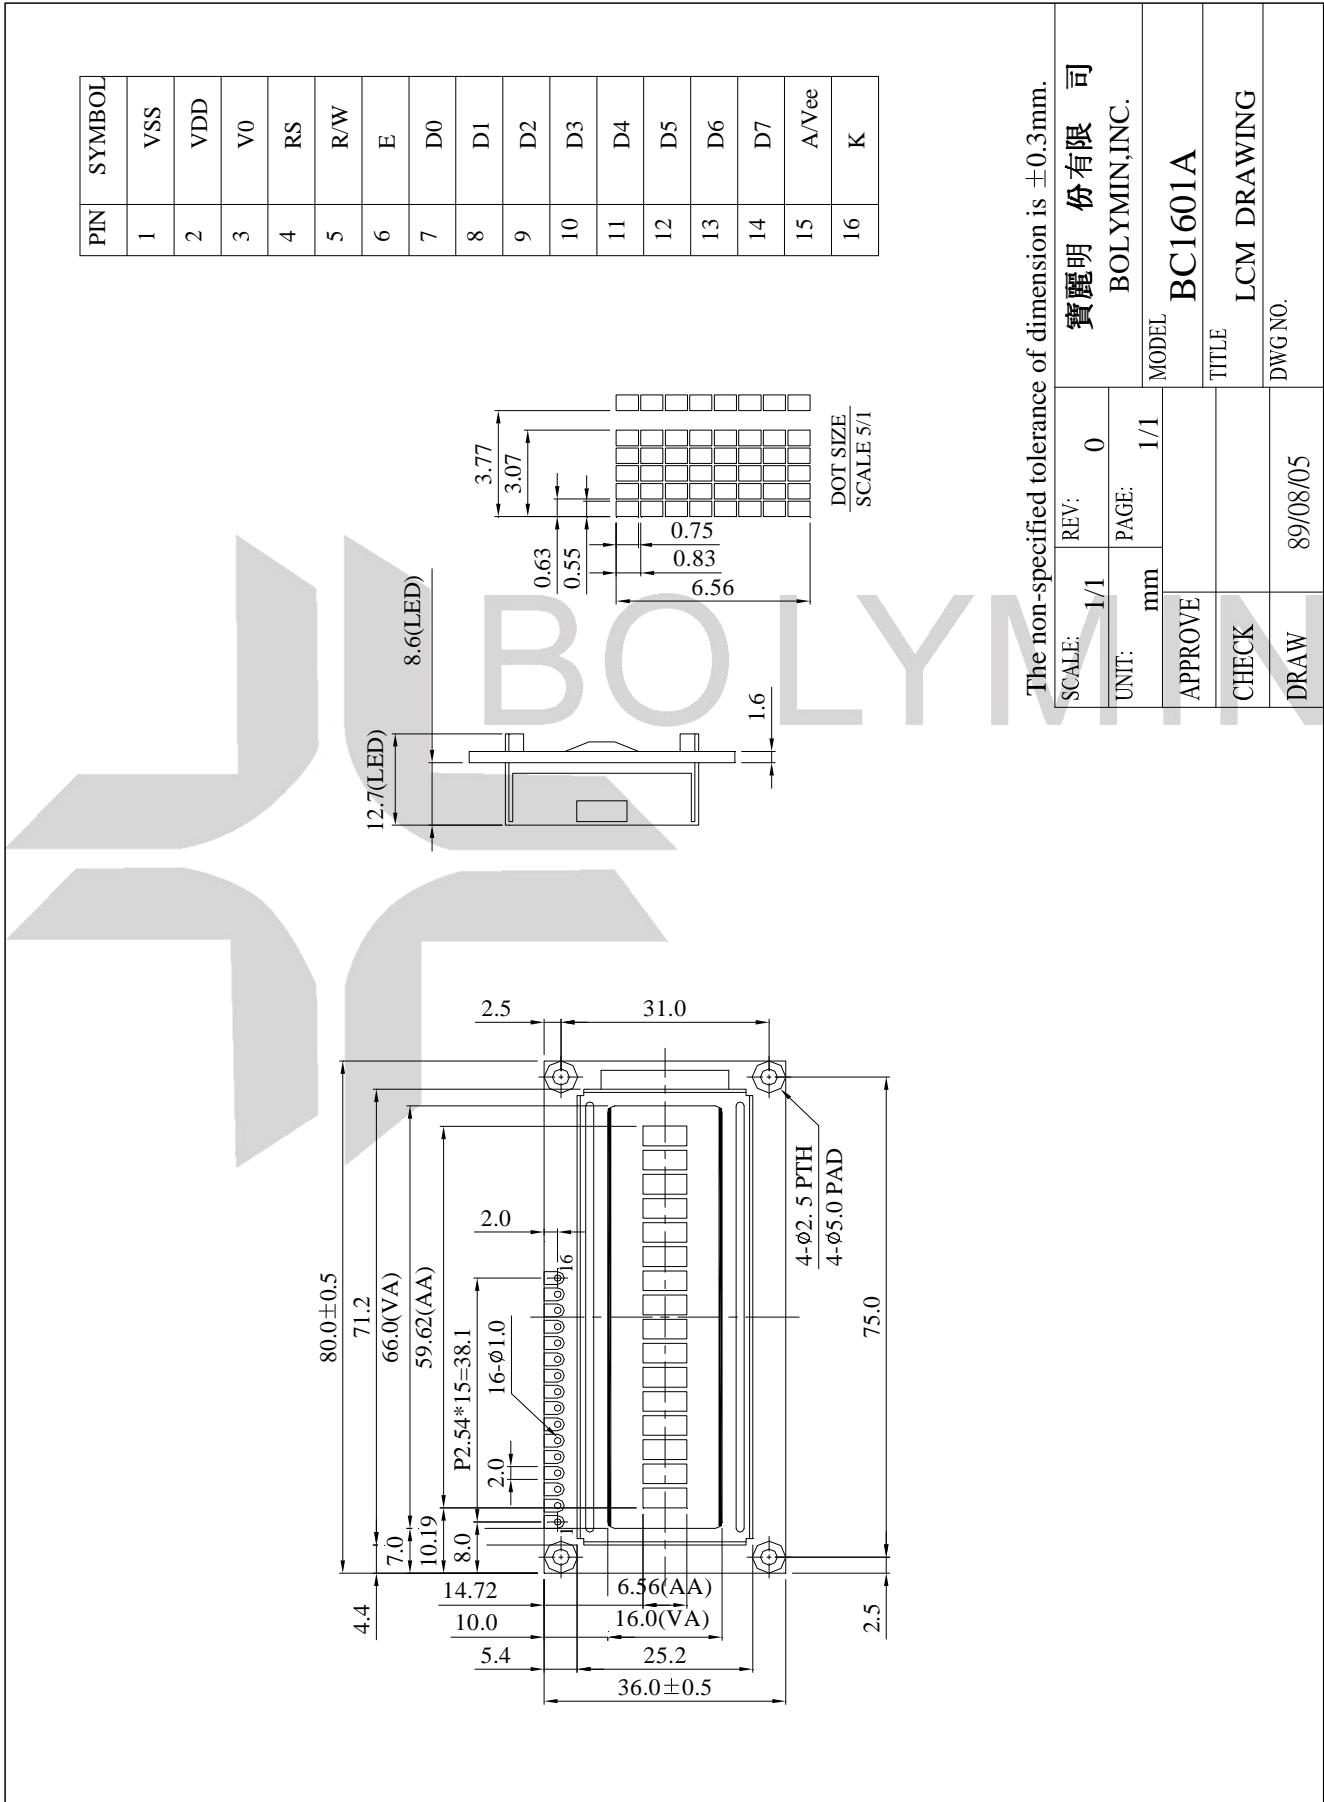 PIN SYMBOL
1 VSS
2 VDD
3 V0
4 RS
5 R/W
6 E
7 D0
8 D1
9 D2
10 D3
11 D4
12 D5
13 D6
14 D7
15 A/Vee
16 K
3.77
3.07
0.63
0.55
0.75
0.83
6.56
DOT SIZE
SCALE 5/1
8.6(LED)
12.7(LED)
1.6
BOLYMIN
80.0±0.5
71.2
66.0(VA)
59.62(AA)
P2.54*15=38.1
16-Ø1.0
2.0
2.0
2.5
31.0
1
16
4.4
7.0
10.19
8.0
14.72
10.0
5.4
6.56(AA)
16.0(VA)
25.2
36.0±0.5
4-Ø2.5 PTH
4-Ø5.0 PAD
75.0
2.5
The non-specified tolerance of dimension is ±0.3mm.
SCALE: 1/1
REV: 0
寶麗明 份有限 司
BOLYMIN,INC.
UNIT: mm
PAGE: 1/1
MODEL
BC1601A
APPROVE
CHECK
TITLE
LCM DRAWING
DRAW 89/08/05
DWG NO.